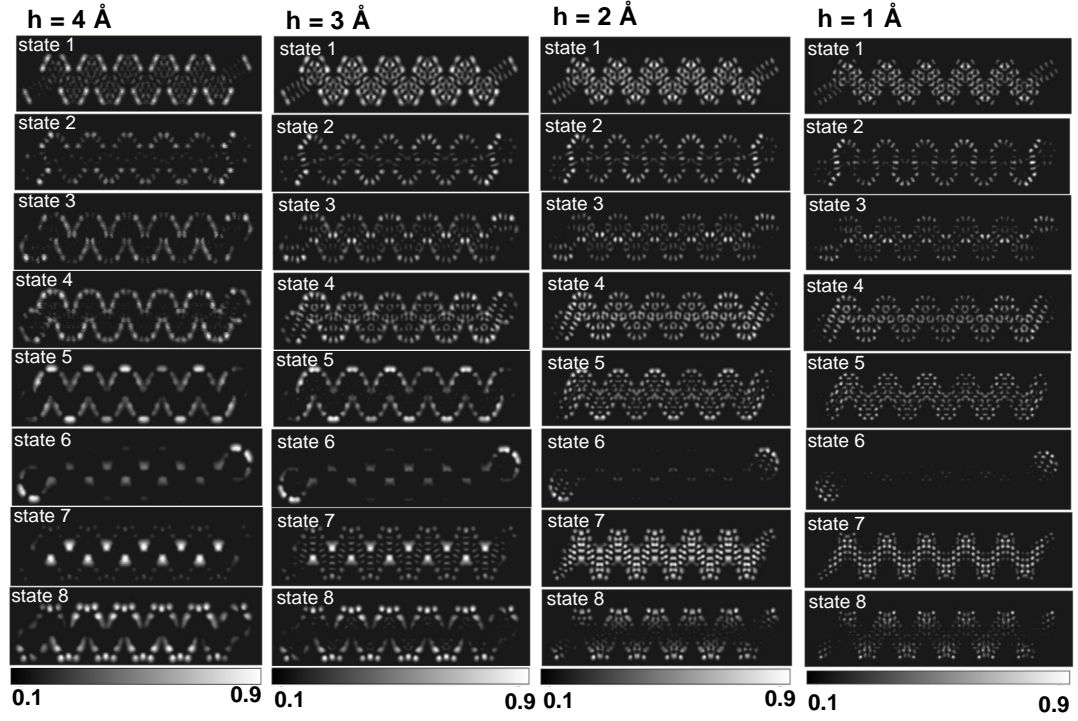 h = 4 Å
h = 3 Å
h = 2 Å
h = 1 Å
state 1
state 1
state 1
state 1
state 2
state 2
state 2
state 2
state 3
state 3
state 3
state 3
state 4
state 4
state 4
state 4
state 5
state 5
state 5
state 5
state 6
state 6
state 6
state 6
state 7
state 7
state 7
state 7
state 8
state 8
state 8
state 8
0.1 0.9
0.1 0.9
0.1 0.9
0.1 0.9